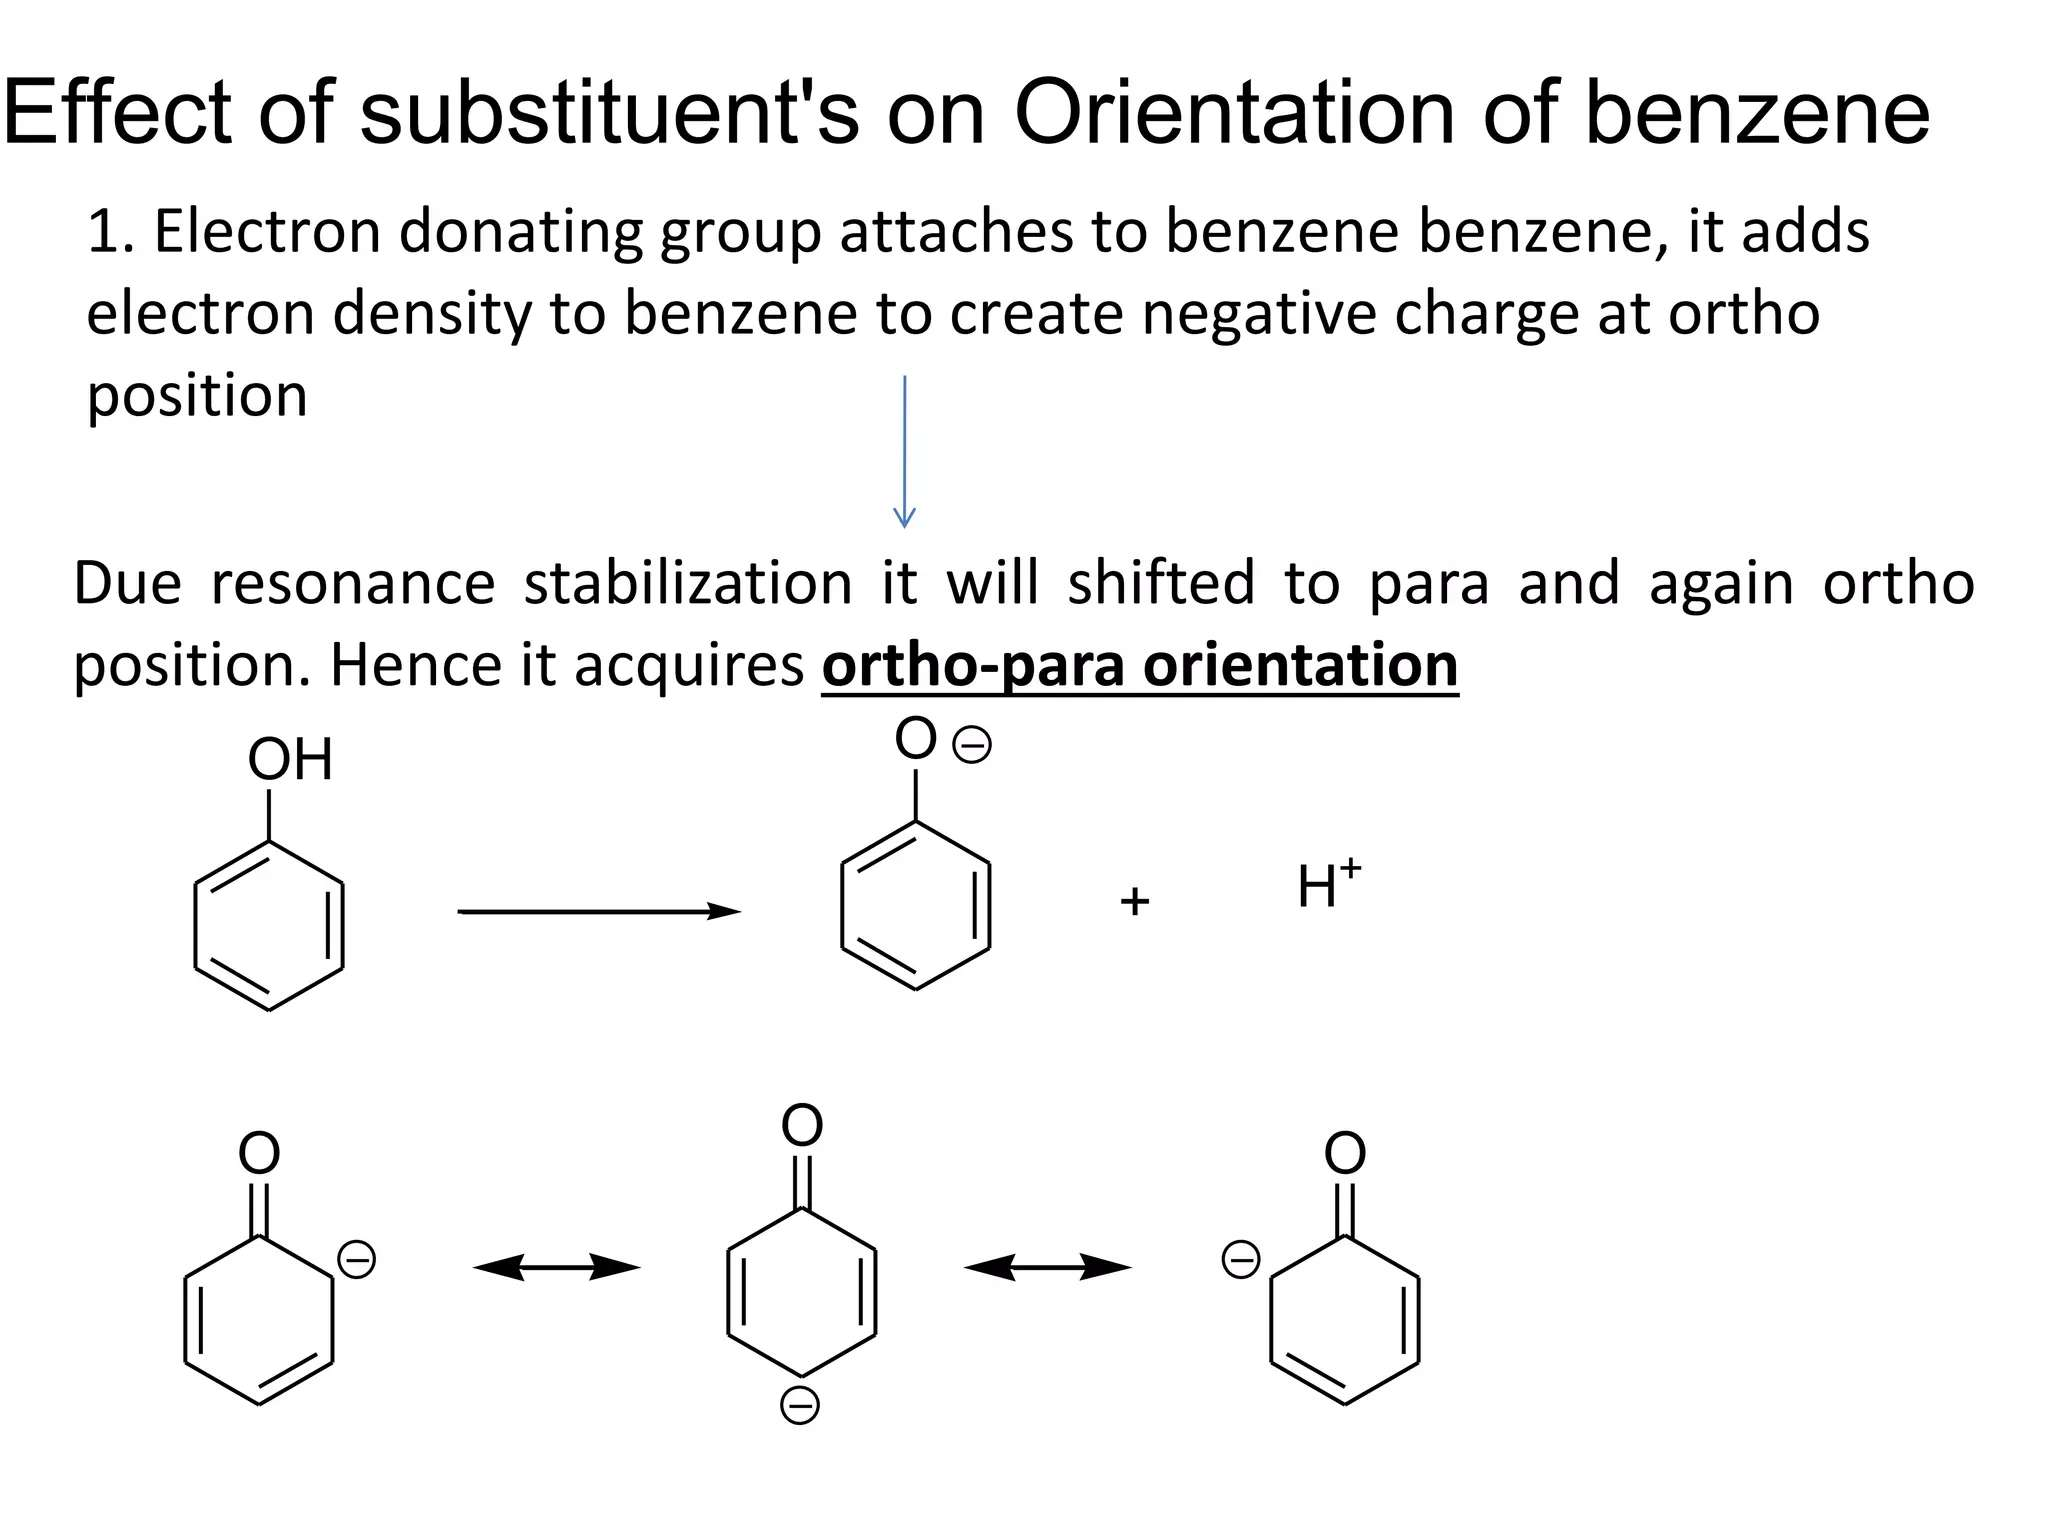 Effect of substituent's on Orientation of benzene
1. Electron donating group attaches to benzene benzene, it adds
electron density to benzene to create negative charge at ortho
position
Due resonance stabilization it will shifted to para and again ortho
position. Hence it acquires ortho-para orientation
OH
O ⊖
+
H⁺
O
⊖
O
⊖
O
⊖